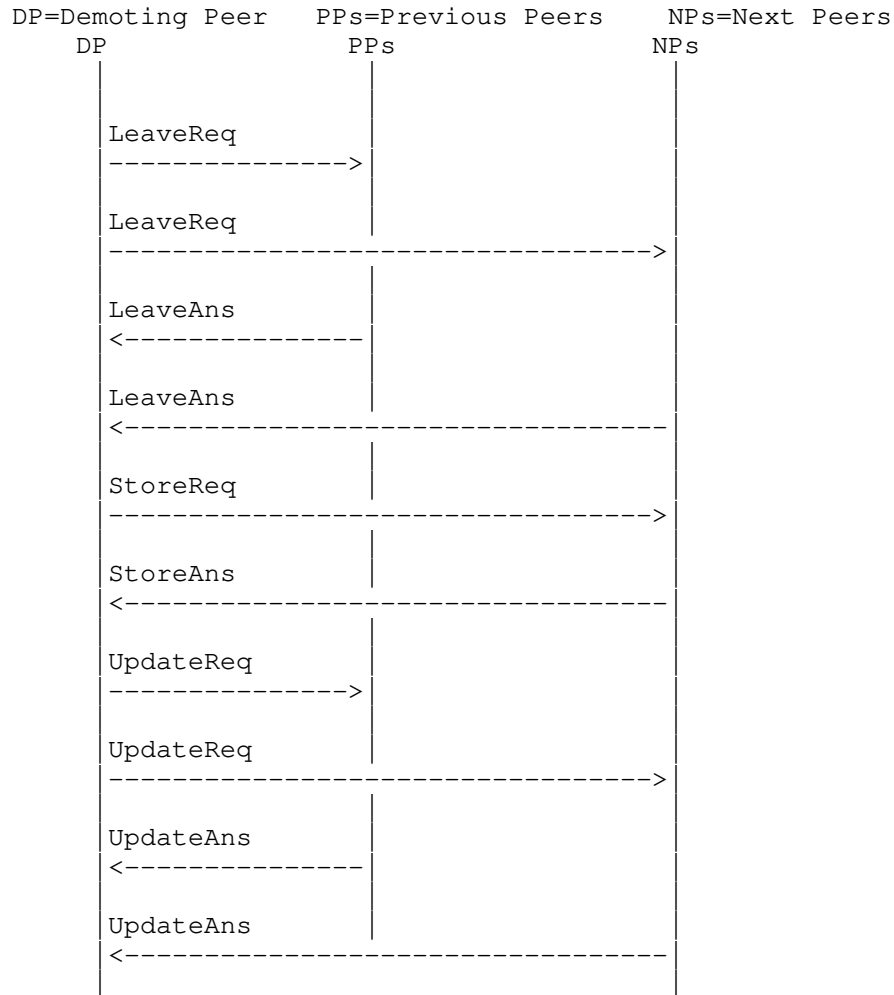 DP=Demoting Peer PPs=Previous Peers NPs=Next Peers
DP PPs NPs
LeaveReq
LeaveReq
LeaveAns
LeaveAns
StoreReq
StoreAns
UpdateReq
UpdateReq
UpdateAns
UpdateAns